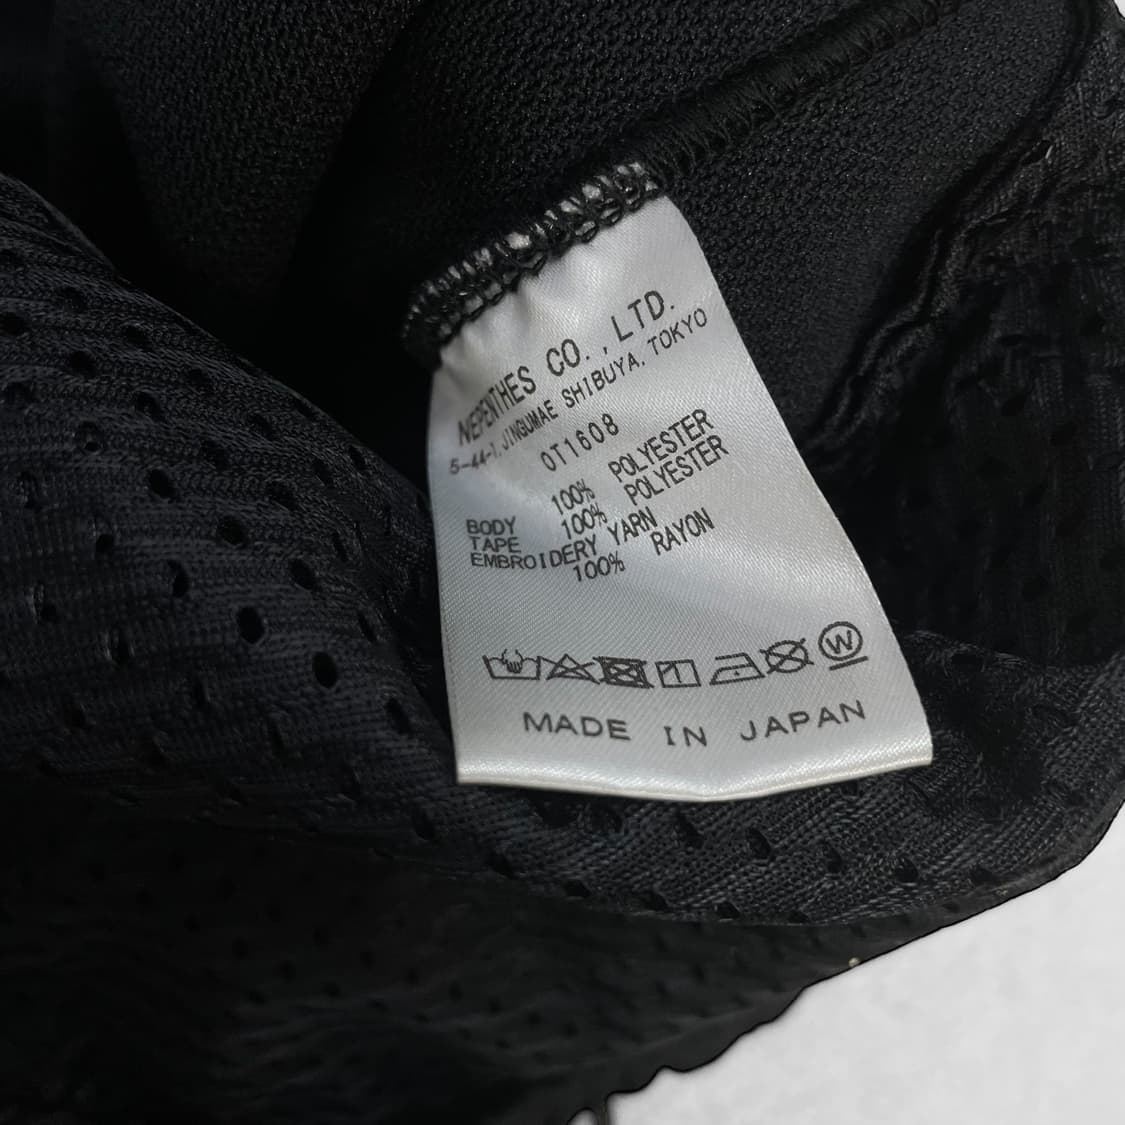 NEPENTHES CO.,LTD.
5-44-1,JINGUMAE SHIBUYA, TOKYO
OT1608
BODY 100% POLYESTER
TAPE 100% POLYESTER
EMBROIDERY YARN
100% RAYON
W
MADE IN JAPAN